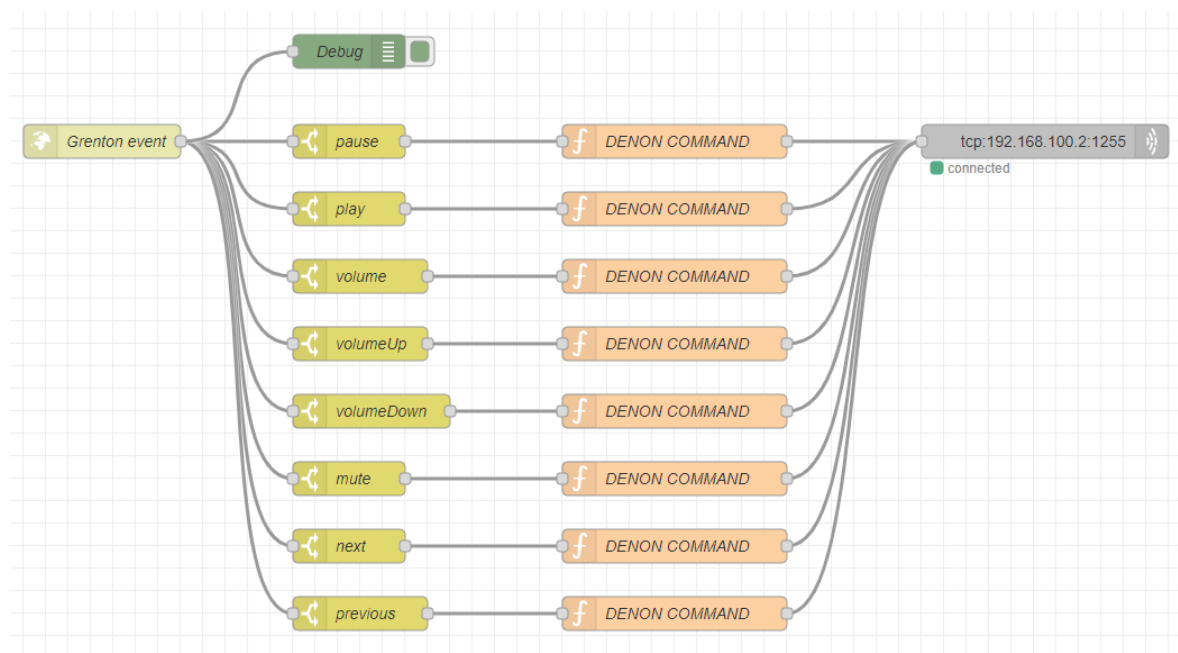 Debug
Grenton event
pause
DENON COMMAND
tcp:192.168.100.2:1255
connected
play
DENON COMMAND
volume
DENON COMMAND
volumeUp
DENON COMMAND
volumeDown
DENON COMMAND
mute
DENON COMMAND
next
DENON COMMAND
previous
DENON COMMAND